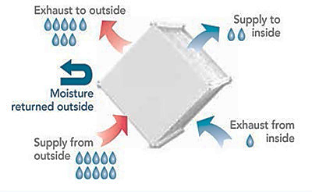 Exhaust to outside
Supply to
inside
Moisture
returned outside
Supply from
outside
Exhaust from
inside